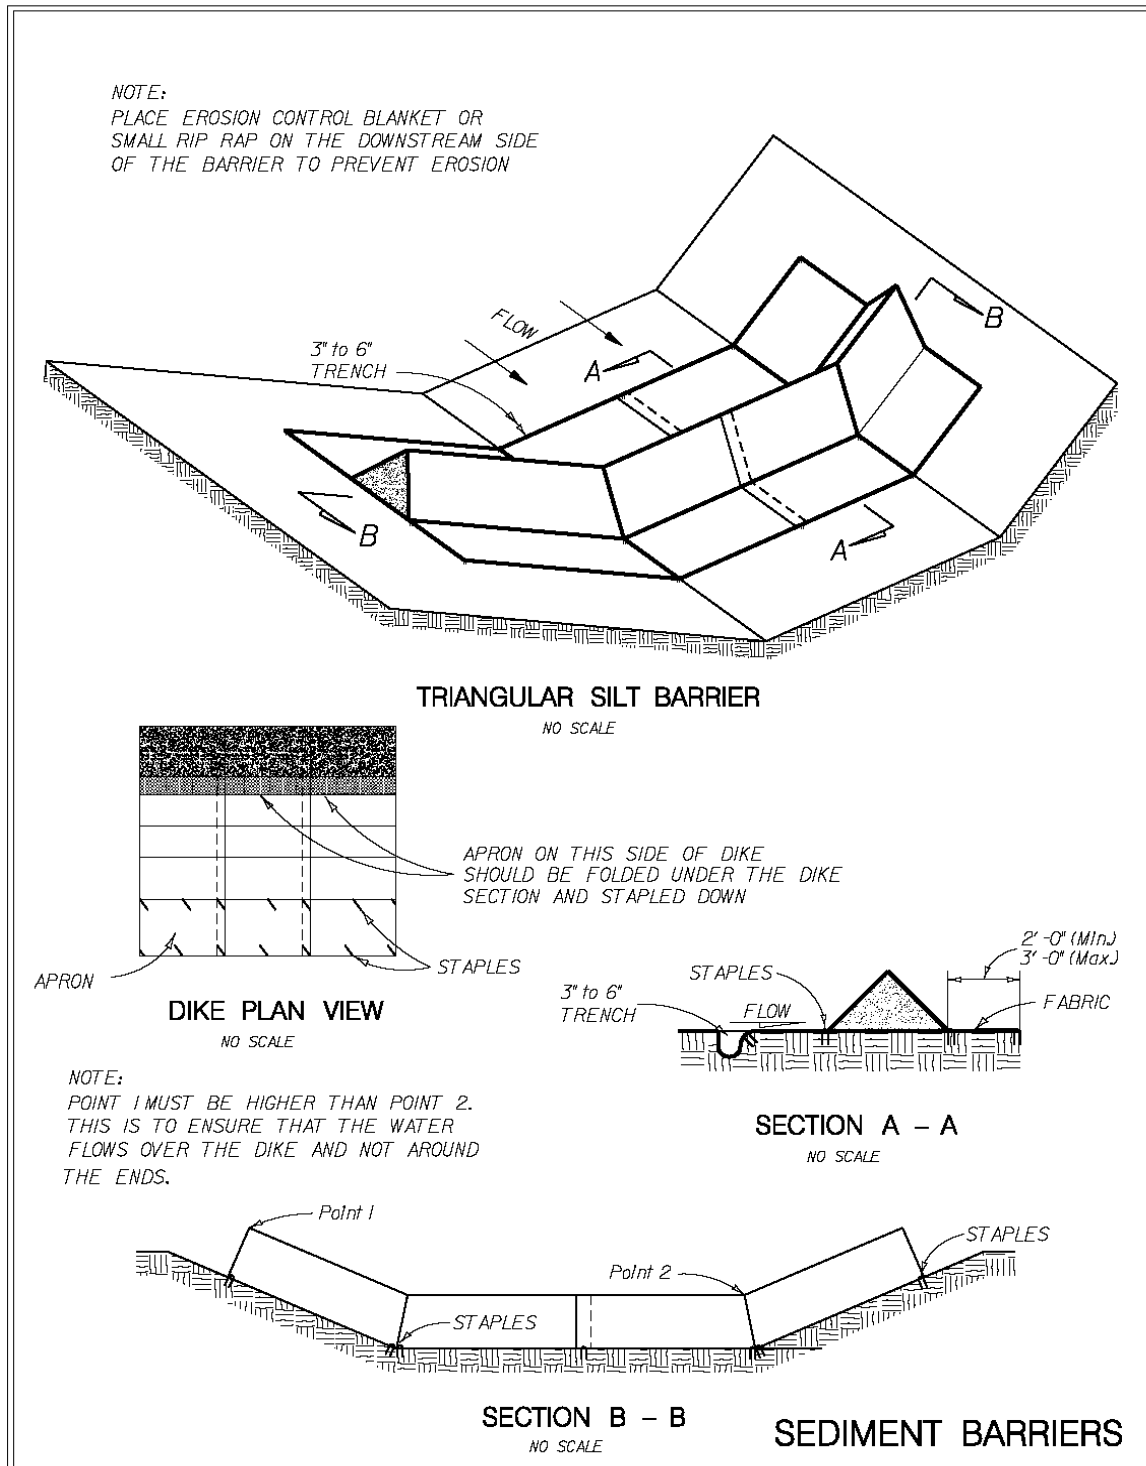 NOTE:
PLACE EROSION CONTROL BLANKET OR
SMALL RIP RAP ON THE DOWNSTREAM SIDE
OF THE BARRIER TO PREVENT EROSION
B
FLOW
3" to 6"
TRENCH
A
B
A
TRIANGULAR SILT BARRIER
NO SCALE
APRON ON THIS SIDE OF DIKE
SHOULD BE FOLDED UNDER THE DIKE
SECTION AND STAPLED DOWN
APRON
STAPLES
DIKE PLAN VIEW
NO SCALE
2'-0" (Min.)
3'-0" (Max.)
STAPLES
3" to 6"
TRENCH
FLOW
FABRIC
SECTION A - A
NO SCALE
NOTE:
POINT 1 MUST BE HIGHER THAN POINT 2.
THIS IS TO ENSURE THAT THE WATER
FLOWS OVER THE DIKE AND NOT AROUND
THE ENDS.
Point 1
STAPLES
Point 2
STAPLES
SECTION B - B
NO SCALE
SEDIMENT BARRIERS